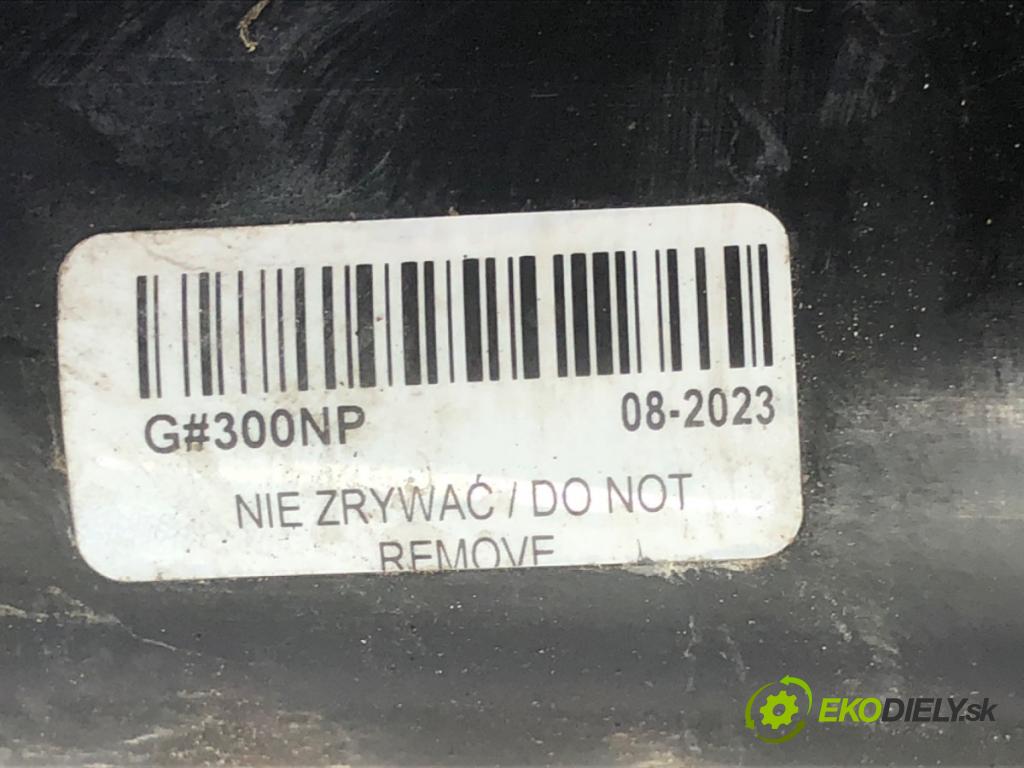 G#300NP 08-2023
NIE ZRYWAĆ / DO NOT
REMOVE
EKODIELY.sk